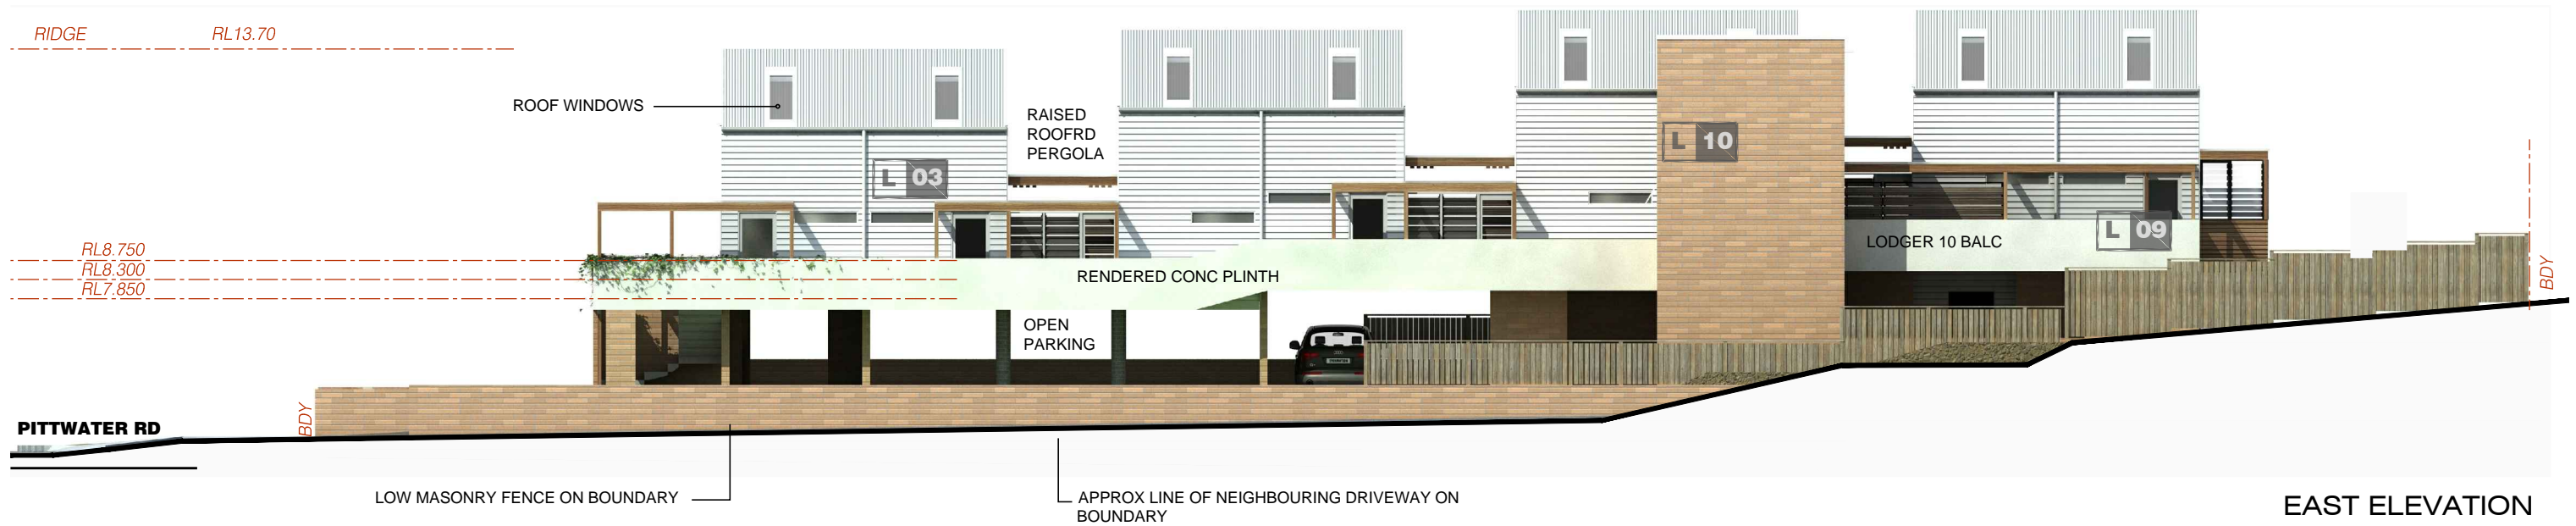 RIDGE RL13.70
ROOF WINDOWS
RAISED
ROOFRD
PERGOLA
L 03
L 10
L 09
RL8.750
RL8.300
RL7.850
RENDERED CONC PLINTH
LODGER 10 BALC
OPEN
PARKING
BDY
BDY
PITTWATER RD
LOW MASONRY FENCE ON BOUNDARY
APPROX LINE OF NEIGHBOURING DRIVEWAY ON
BOUNDARY
EAST ELEVATION